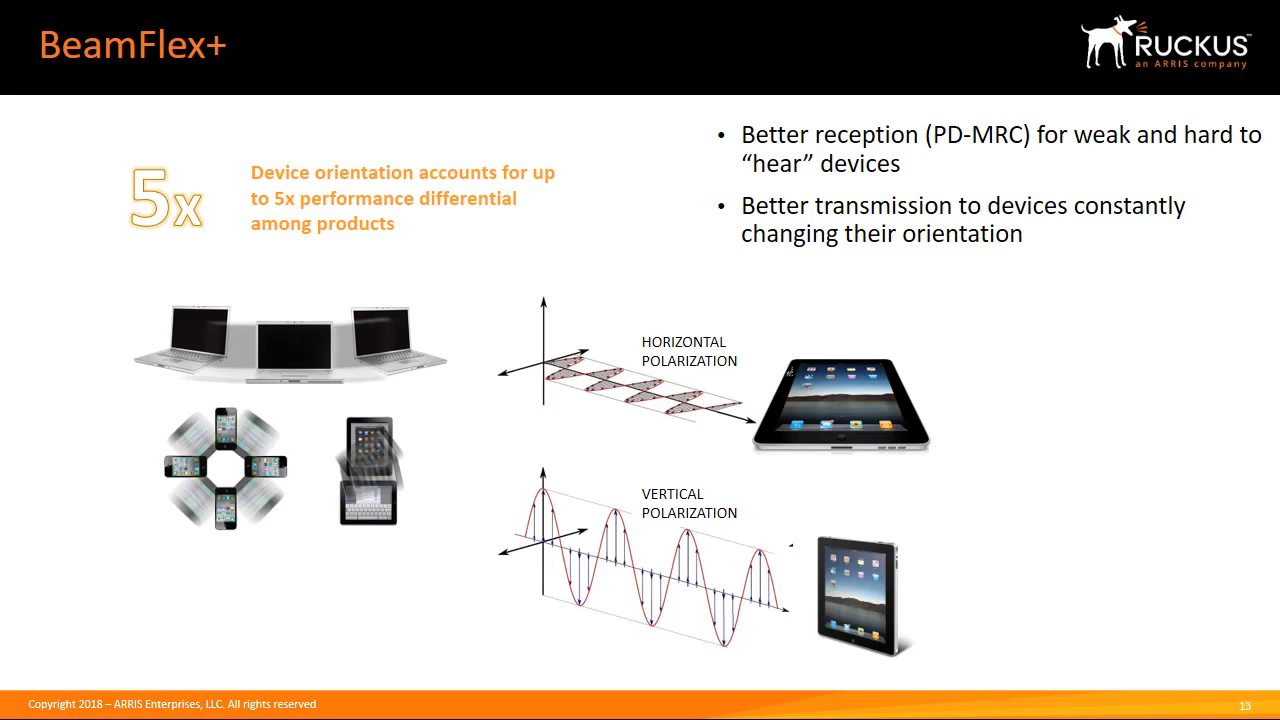 BeamFlex+
RUCKUS™
an ARRIS company
5x
Device orientation accounts for up
to 5x performance differential
among products
• Better reception (PD-MRC) for weak and hard to
“hear” devices
• Better transmission to devices constantly
changing their orientation
HORIZONTAL
POLARIZATION
VERTICAL
POLARIZATION
Copyright 2018 – ARRIS Enterprises, LLC. All rights reserved
13